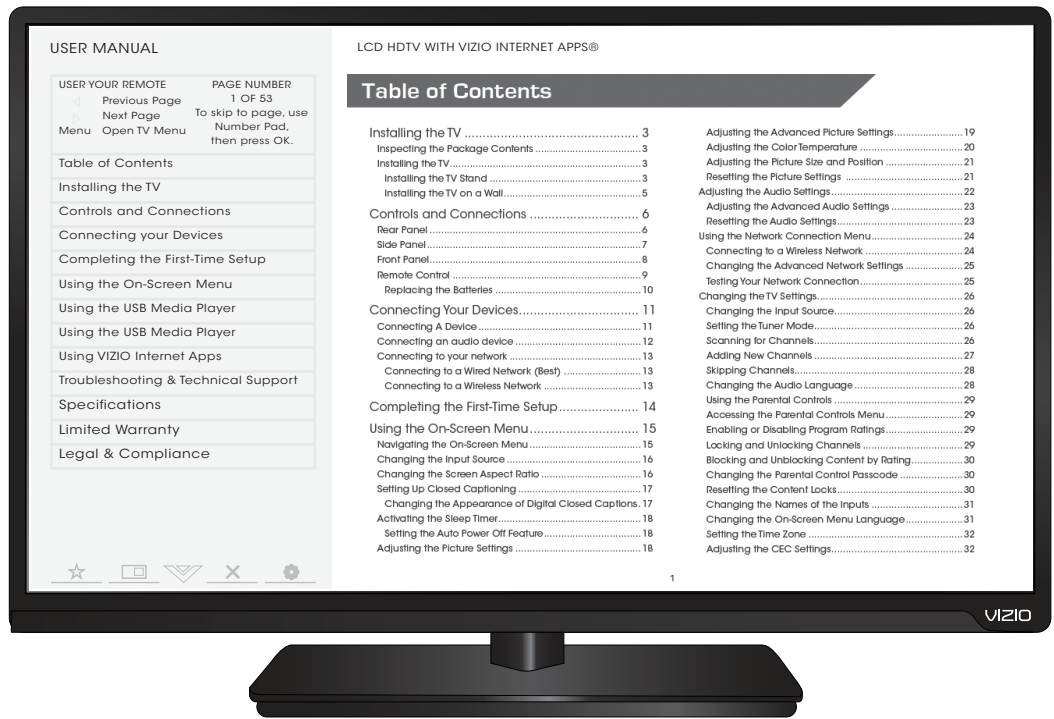 USER MANUAL
USER YOUR REMOTE
Previous Page
Next Page
Menu Open TV Menu
PAGE NUMBER
1 OF 53
To skip to page, use
Number Pad,
then press OK.
Table of Contents
Installing the TV
Controls and Connections
Connecting your Devices
Completing the First-Time Setup
Using the On-Screen Menu
Using the USB Media Player
Using the USB Media Player
Using VIZIO Internet Apps
Troubleshooting & Technical Support
Specifications
Limited Warranty
Legal & Compliance
LCD HDTV WITH VIZIO INTERNET APPS®
Table of Contents
Installing the TV ........ 3
Inspecting the Package Contents ........ 3
Installing the TV ........ 3
Installing the TV Stand ........ 3
Installing the TV on a Wall ........ 5
Controls and Connections ........ 6
Rear Panel ........ 6
Side Panel ........ 7
Front Panel ........ 8
Remote Control ........ 9
Replacing the Batteries ........ 10
Connecting Your Devices ........ 11
Connecting A Device ........ 11
Connecting an audio device ........ 12
Connecting to your network ........ 13
Connecting to a Wired Network (Best) ........ 13
Connecting to a Wireless Network ........ 13
Completing the First-Time Setup ........ 14
Using the On-Screen Menu ........ 15
Navigating the On-Screen Menu ........ 15
Changing the Input Source ........ 16
Changing the Screen Aspect Ratio ........ 16
Setting Up Closed Captioning ........ 17
Changing the Appearance of Digital Closed Captions. 17
Activating the Sleep Timer ........ 18
Setting the Auto Power Off Feature ........ 18
Adjusting the Picture Settings ........ 18
Adjusting the Advanced Picture Settings ........ 19
Adjusting the Color Temperature ........ 20
Adjusting the Picture Size and Position ........ 21
Resetting the Picture Settings ........ 21
Adjusting the Audio Settings ........ 22
Adjusting the Advanced Audio Settings ........ 23
Resetting the Audio Settings ........ 23
Using the Network Connection Menu ........ 24
Connecting to a Wireless Network ........ 24
Changing the Advanced Network Settings ........ 25
Testing Your Network Connection ........ 25
Changing the TV Settings ........ 26
Changing the Input Source ........ 26
Setting the Tuner Mode ........ 26
Scanning for Channels ........ 26
Adding New Channels ........ 27
Skipping Channels ........ 28
Changing the Audio Language ........ 28
Using the Parental Controls ........ 29
Accessing the Parental Controls Menu ........ 29
Enabling or Disabling Program Ratings ........ 29
Locking and Unlocking Channels ........ 29
Blocking and Unblocking Content by Rating ........ 30
Changing the Parental Control Passcode ........ 30
Resetting the Content Locks ........ 30
Changing the Names of the Inputs ........ 31
Changing the On-Screen Menu Language ........ 31
Setting the Time Zone ........ 32
Adjusting the CEC Settings ........ 32
1
VIZIO